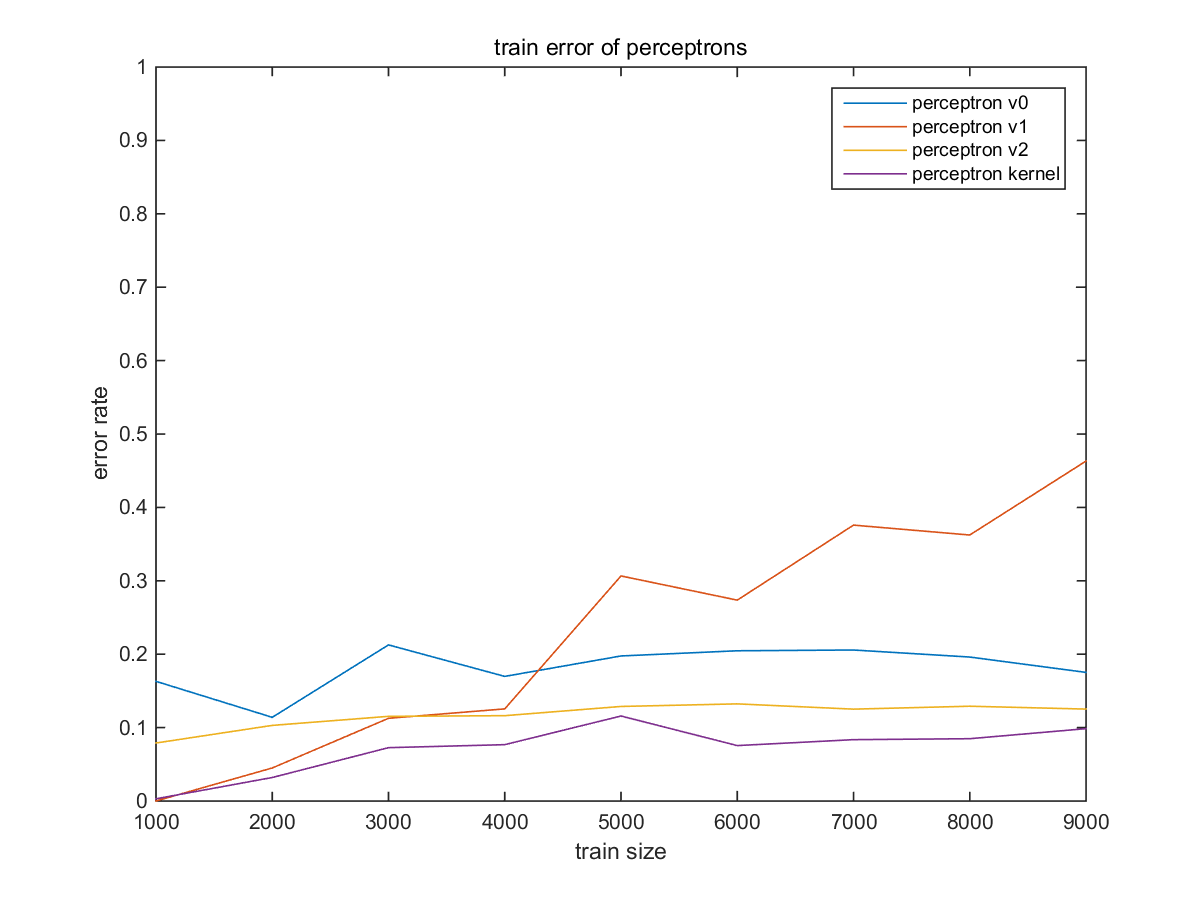 train error of perceptrons
1
0.9
0.8
0.7
0.6
0.5
0.4
0.3
0.2
0.1
0
error rate
perceptron v0
perceptron v1
perceptron v2
perceptron kernel
1000 2000 3000 4000 5000 6000 7000 8000 9000
train size